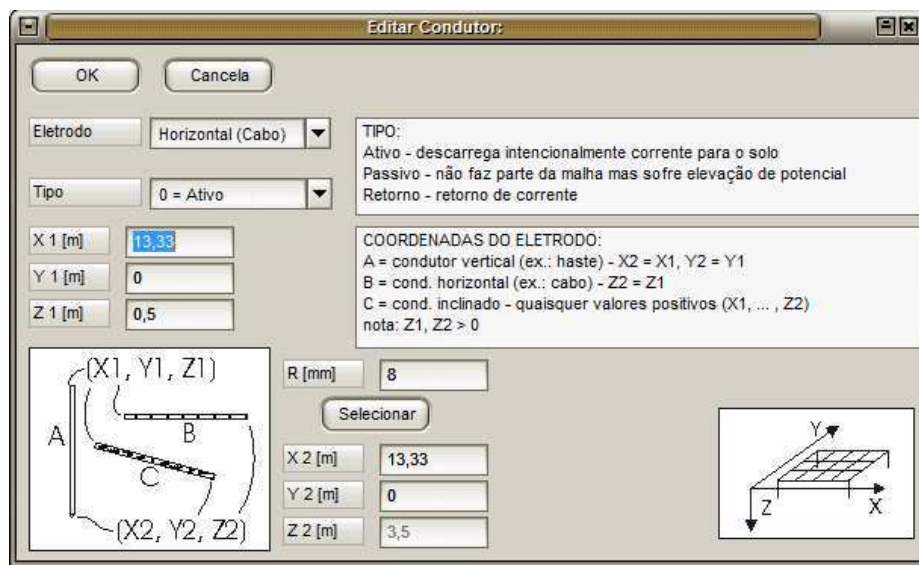 Editar Condutor:
OK
Cancela
Eletrodo
Horizontal (Cabo)
Tipo
0 = Ativo
TIPO:
Ativo - descarrega intencionalmente corrente para o solo
Passivo - não faz parte da malha mas sofre elevação de potencial
Retorno - retorno de corrente
X 1 [m]
13,33
Y 1 [m]
0
Z 1 [m]
0,5
COORDENADAS DO ELETRODO:
A = condutor vertical (ex.: haste) - X2 = X1, Y2 = Y1
B = cond. horizontal (ex.: cabo) - Z2 = Z1
C = cond. inclinado - quaisquer valores positivos (X1, ... , Z2)
nota: Z1, Z2 > 0
(X1, Y1, Z1)
A
B
C
(X2, Y2, Z2)
R [mm]
8
Selecionar
X 2 [m]
13,33
Y 2 [m]
0
Z 2 [m]
3,5
Y
X
Z